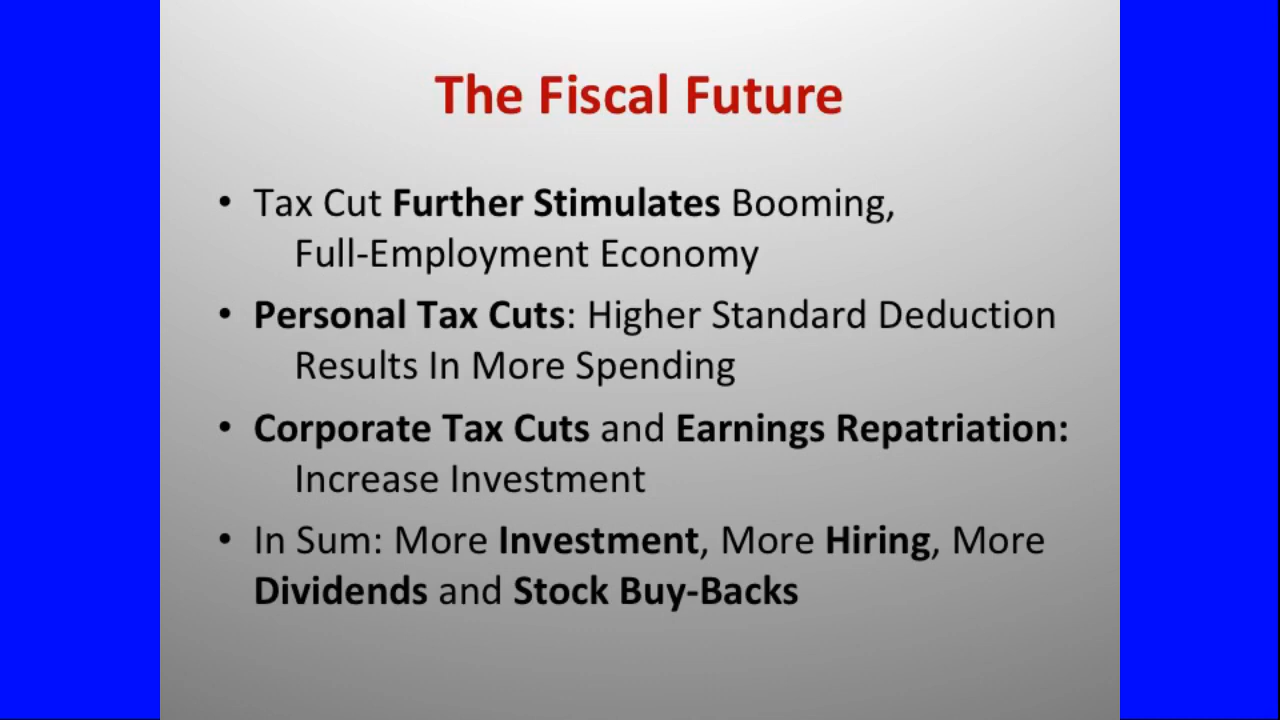 The Fiscal Future
• Tax Cut Further Stimulates Booming,
Full-Employment Economy
• Personal Tax Cuts: Higher Standard Deduction
Results In More Spending
• Corporate Tax Cuts and Earnings Repatriation:
Increase Investment
• In Sum: More Investment, More Hiring, More
Dividends and Stock Buy-Backs